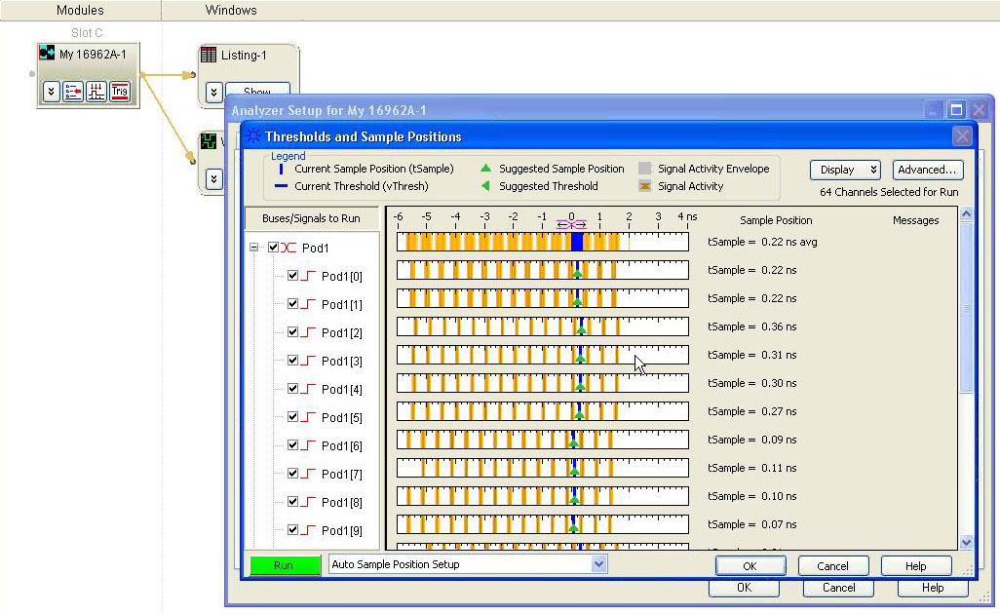 Modules Windows
Slot C
My 16962A-1
Listing-1
Trig
Show
Analyzer Setup for My 16962A-1
Thresholds and Sample Positions
Legend
Current Sample Position (tSample) Suggested Sample Position Signal Activity Envelope
Current Threshold (vThresh) Suggested Threshold Signal Activity
Display Advanced...
64 Channels Selected for Run
Buses/Signals to Run -6 -5 -4 -3 -2 -1 0 1 2 3 4 ns Sample Position Messages
Pod1 tSample = 0.22 ns avg
Pod1[0] tSample = 0.22 ns
Pod1[1] tSample = 0.22 ns
Pod1[2] tSample = 0.36 ns
Pod1[3] tSample = 0.31 ns
Pod1[4] tSample = 0.30 ns
Pod1[5] tSample = 0.27 ns
Pod1[6] tSample = 0.09 ns
Pod1[7] tSample = 0.11 ns
Pod1[8] tSample = 0.10 ns
Pod1[9] tSample = 0.07 ns
Run Auto Sample Position Setup OK Cancel Help
OK Cancel Help